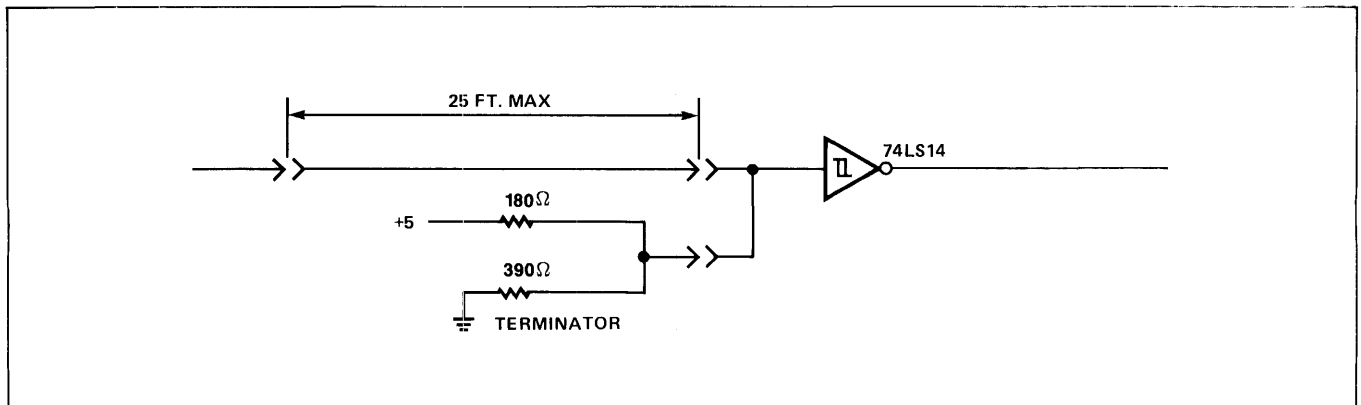 25 FT. MAX
74LS14
180Ω
+5
390Ω
TERMINATOR